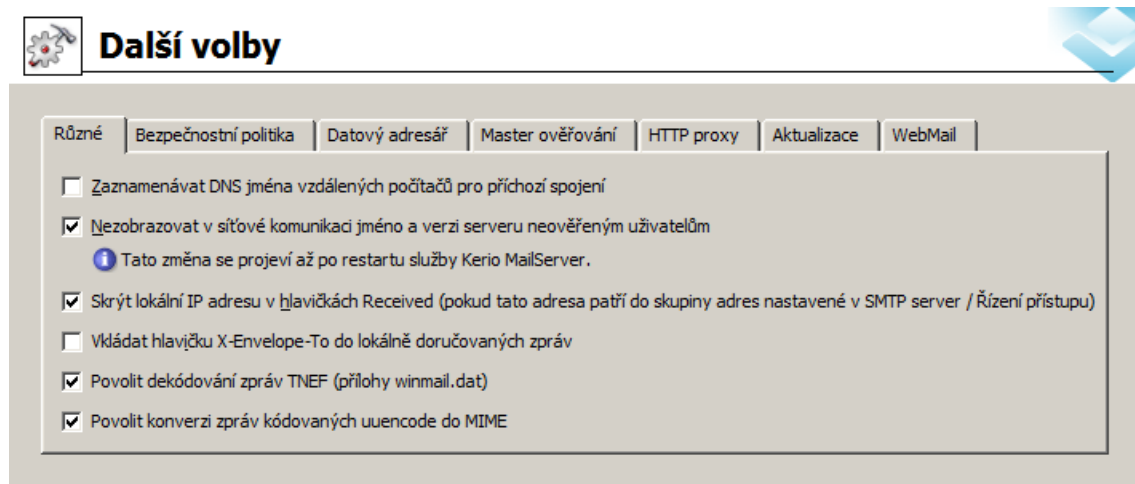 Další volby
Různé Bezpečnostní politika Datový adresář Master ověřování HTTP proxy Aktualizace WebMail
Zaznamenávat DNS jména vzdálených počítačů pro příchozí spojení
Nezobrazovat v síťové komunikaci jméno a verzi serveru neověřeným uživatelům
Tato změna se projeví až po restartu služby Kerio MailServer.
Skrýt lokální IP adresu v hlavičkách Received (pokud tato adresa patří do skupiny adres nastavené v SMTP server / Řízení přístupu)
Vkládat hlavičku X-Envelope-To do lokálně doručovaných zpráv
Povolit dekódování zpráv TNEF (přílohy winmail.dat)
Povolit konverzi zpráv kódovaných uuencode do MIME